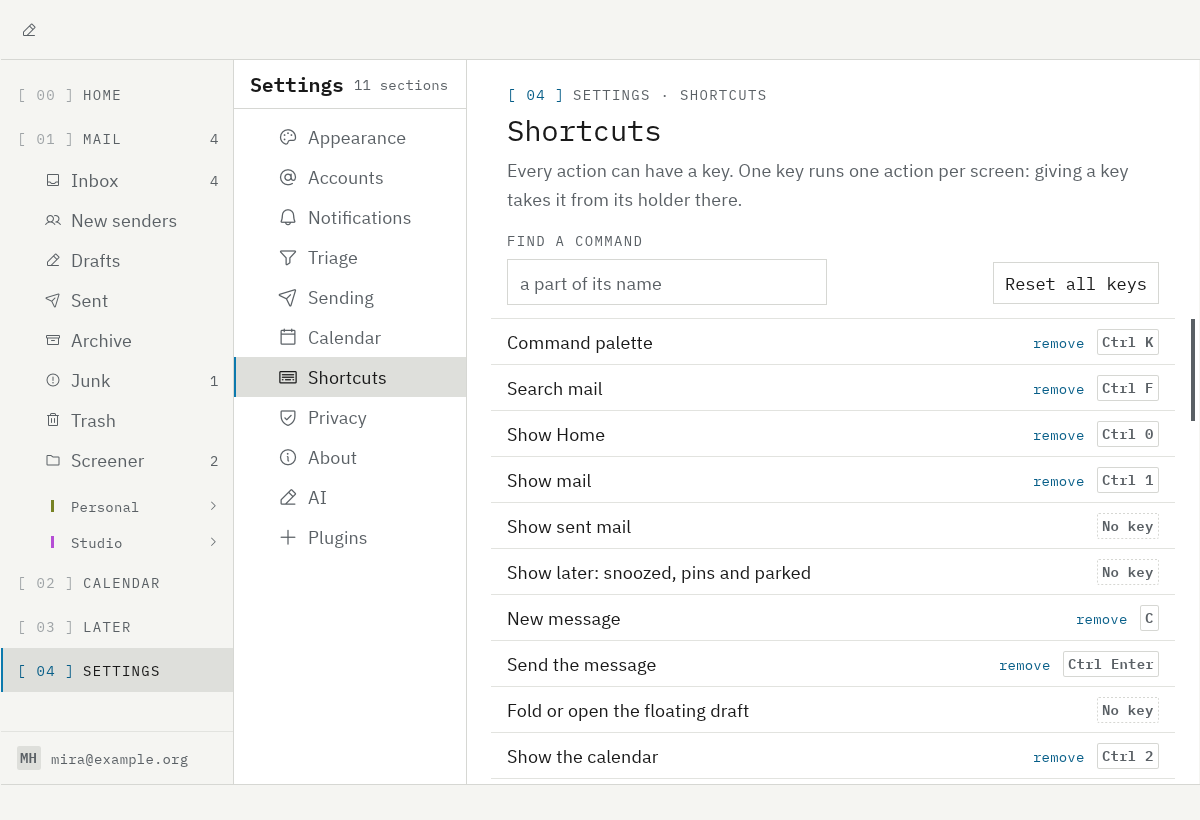 [ 00 ] HOME
[ 01 ] MAIL 4
Inbox 4
New senders
Drafts
Sent
Archive
Junk 1
Trash
Screener 2
Personal
Studio
[ 02 ] CALENDAR
[ 03 ] LATER
[ 04 ] SETTINGS
MH mira@example.org
Settings 11 sections
Appearance
Accounts
Notifications
Triage
Sending
Calendar
Shortcuts
Privacy
About
AI
Plugins
[ 04 ] SETTINGS · SHORTCUTS
Shortcuts
Every action can have a key. One key runs one action per screen: giving a key
takes it from its holder there.
FIND A COMMAND
a part of its name
Reset all keys
Command palette remove Ctrl K
Search mail remove Ctrl F
Show Home remove Ctrl 0
Show mail remove Ctrl 1
Show sent mail No key
Show later: snoozed, pins and parked No key
New message remove C
Send the message remove Ctrl Enter
Fold or open the floating draft No key
Show the calendar remove Ctrl 2